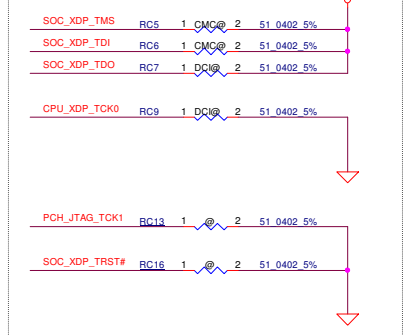 SOC_XDP_TMS RC5 1 CMC@ 2 51_0402_5%
SOC_XDP_TDI RC6 1 CMC@ 2 51_0402_5%
SOC_XDP_TDO RC7 1 DCI@ 2 51_0402_5%
CPU_XDP_TCK0 RC9 1 DCI@ 2 51_0402_5%
PCH_JTAG_TCK1 RC13 1 @ 2 51_0402_5%
SOC_XDP_TRST# RC16 1 @ 2 51_0402_5%